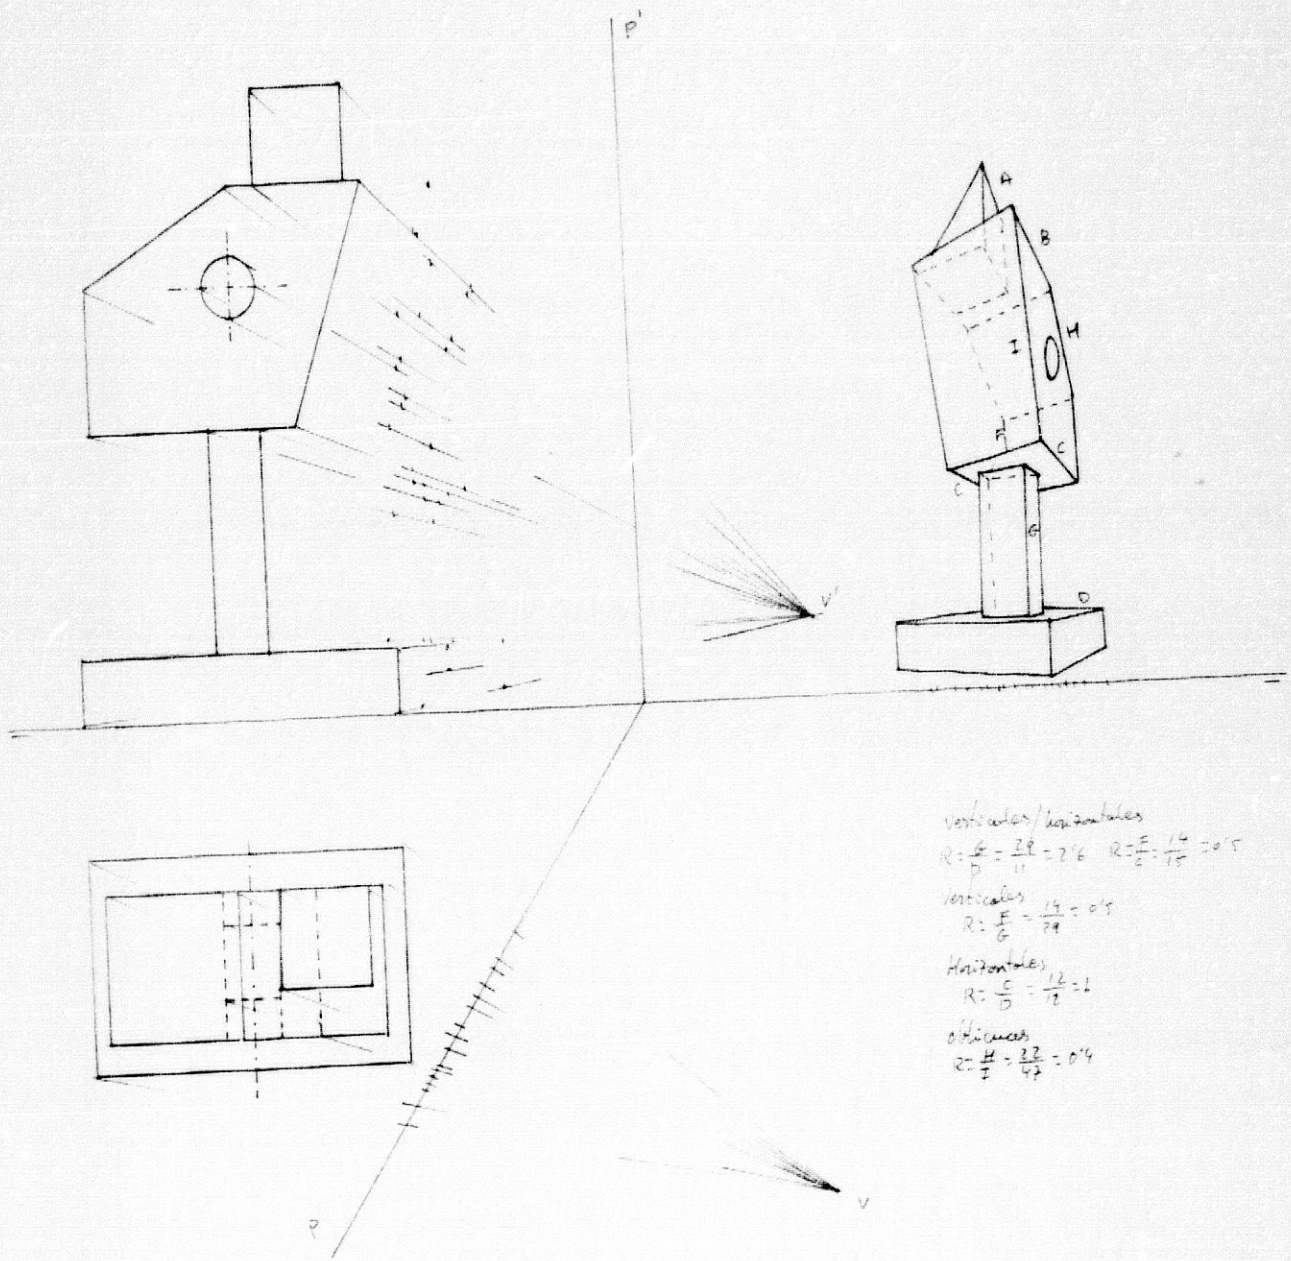 P'
A
B
H
I
F
C
C
G
V'
D
verticales/horizontales
R=G/D=29/11=2'6 R=F/C=14/15=0'5
Verticales
R=F/G=14/29=0'5
Horizontales
R=C/D=12/12=1
oblicuas
R=H/I=22/47=0'4
P
V